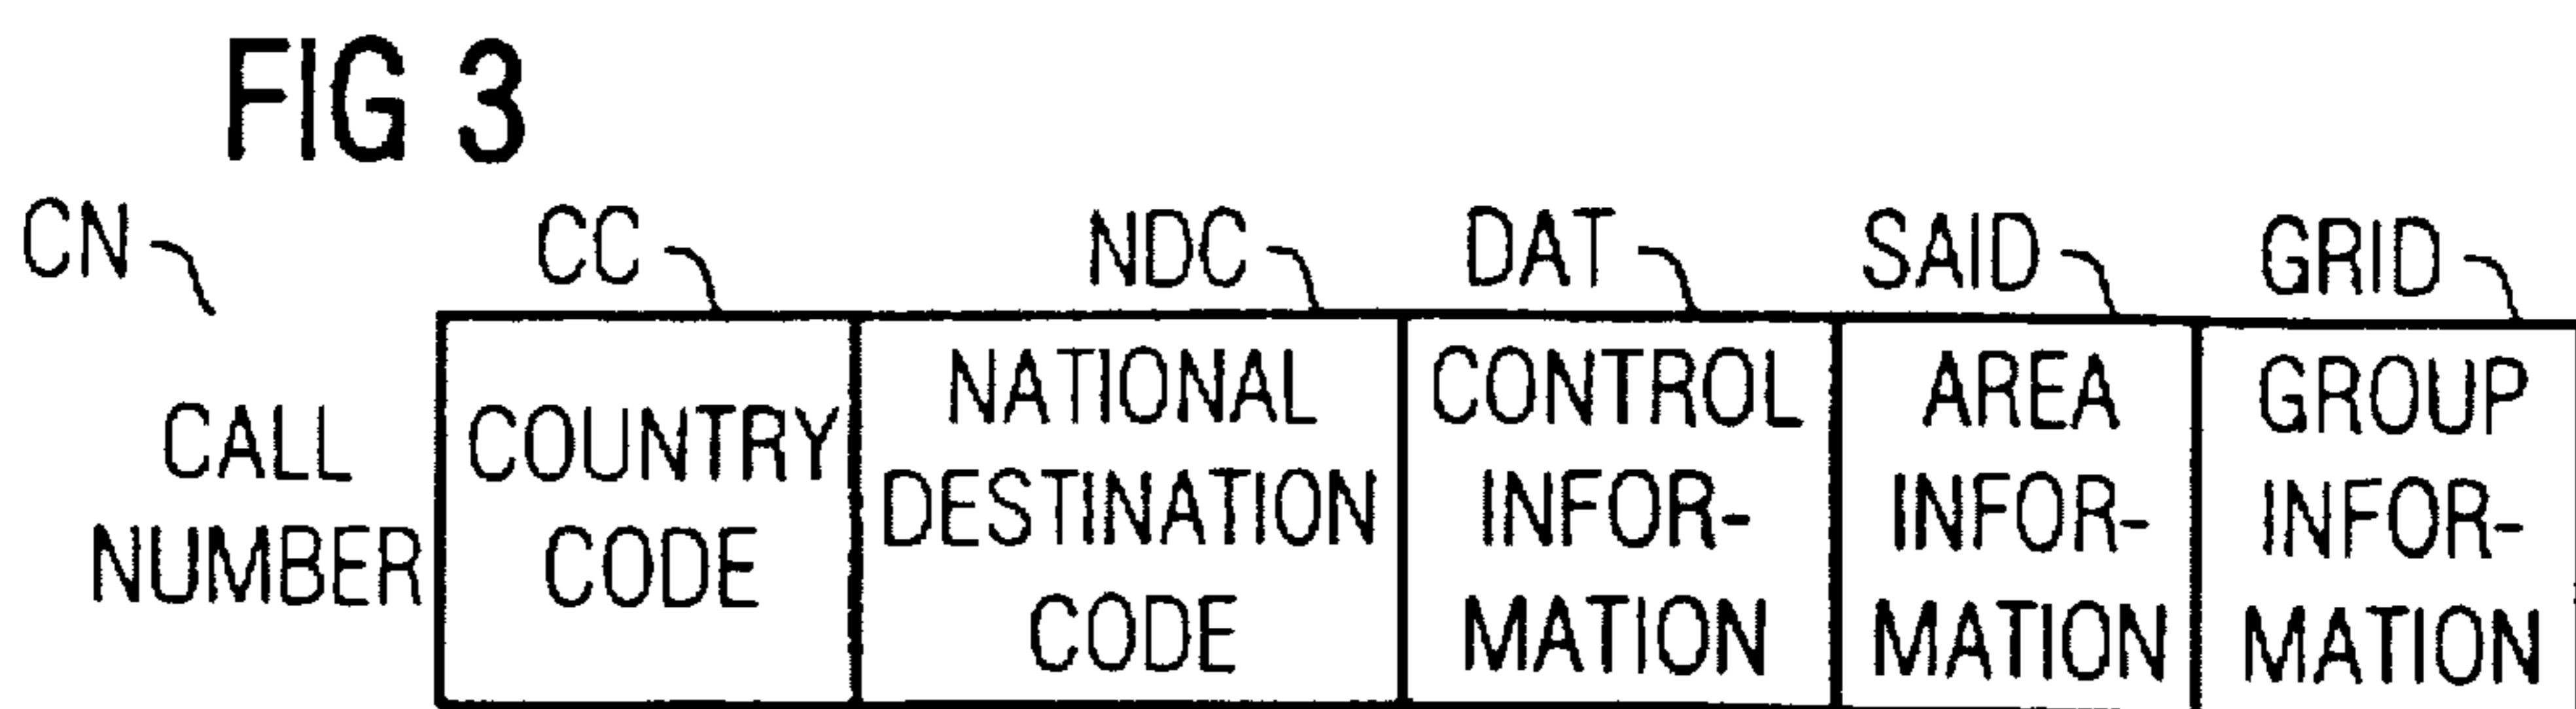 FIG 3
CN CC NDC DAT SAID GRID
CALL
NUMBER
COUNTRY
CODE
NATIONAL
DESTINATION
CODE
CONTROL
INFOR-
MATION
AREA
INFOR-
MATION
GROUP
INFOR-
MATION